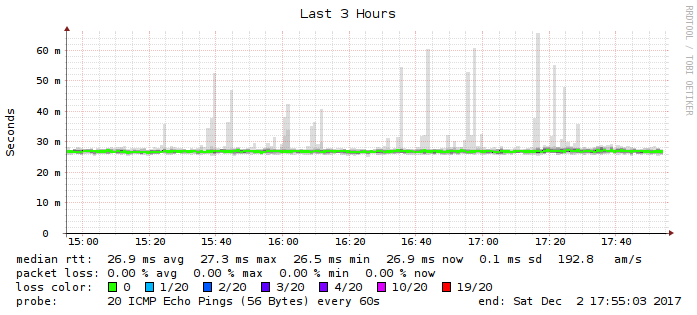 Last 3 Hours
RRDTOOL / TOBI OETIKER
Seconds
60 m
50 m
40 m
30 m
20 m
10 m
0
15:00 15:20 15:40 16:00 16:20 16:40 17:00 17:20 17:40
median rtt: 26.9 ms avg 27.3 ms max 26.5 ms min 26.9 ms now 0.1 ms sd 192.8 am/s
packet loss: 0.00 % avg 0.00 % max 0.00 % min 0.00 % now
loss color: 0 1/20 2/20 3/20 4/20 10/20 19/20
probe: 20 ICMP Echo Pings (56 Bytes) every 60s end: Sat Dec 2 17:55:03 2017